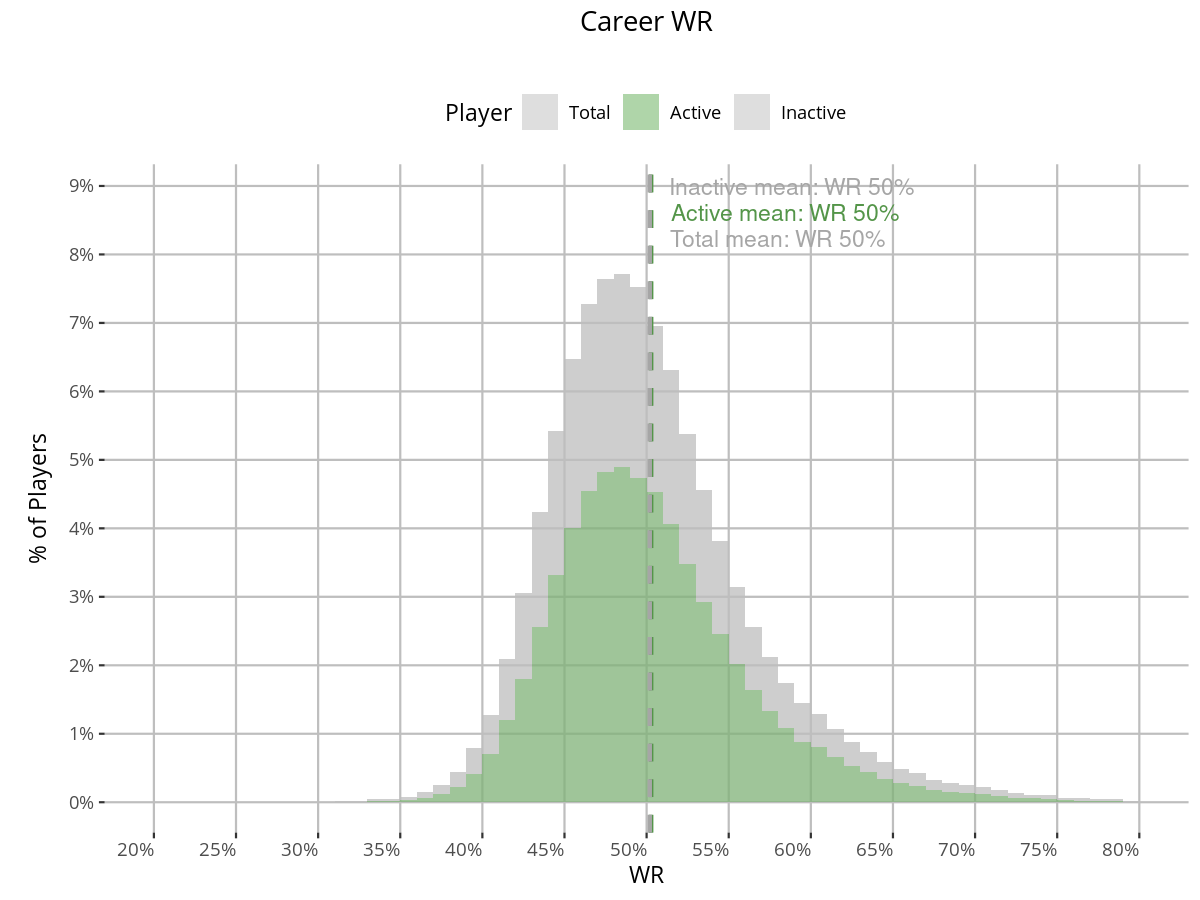 Career WR
Player Total Active Inactive
Inactive mean: WR 50%
Active mean: WR 50%
Total mean: WR 50%
9%
8%
7%
6%
5%
4%
3%
2%
1%
0%
% of Players
20% 25% 30% 35% 40% 45% 50% 55% 60% 65% 70% 75% 80%
WR